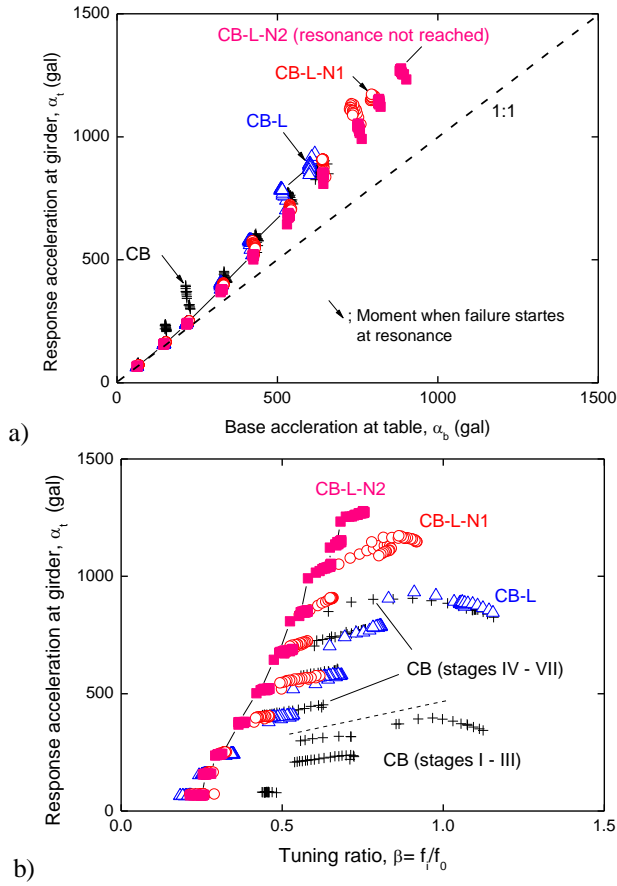 1500
CB-L-N2 (resonance not reached)
CB-L-N1
1:1
1000
CB-L
CB
500
; Moment when failure startes
at resonance
0
0 500 1000 1500
Response acceleration at girder, αt (gal)
Base accleration at table, αb (gal)
a)
1500
CB-L-N2
CB-L-N1
1000
CB-L
CB (stages IV - VII)
500
CB (stages I - III)
0
0.0 0.5 1.0 1.5
Response acceleration at girder, αt (gal)
Tuning ratio, β= fi/f0
b)